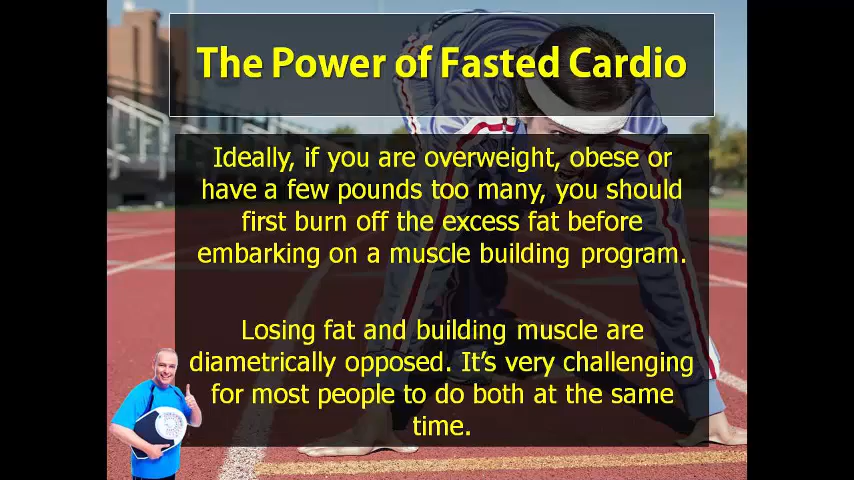 The Power of Fasted Cardio
Ideally, if you are overweight, obese or
have a few pounds too many, you should
first burn off the excess fat before
embarking on a muscle building program.
Losing fat and building muscle are
diametrically opposed. It's very challenging
for most people to do both at the same
time.